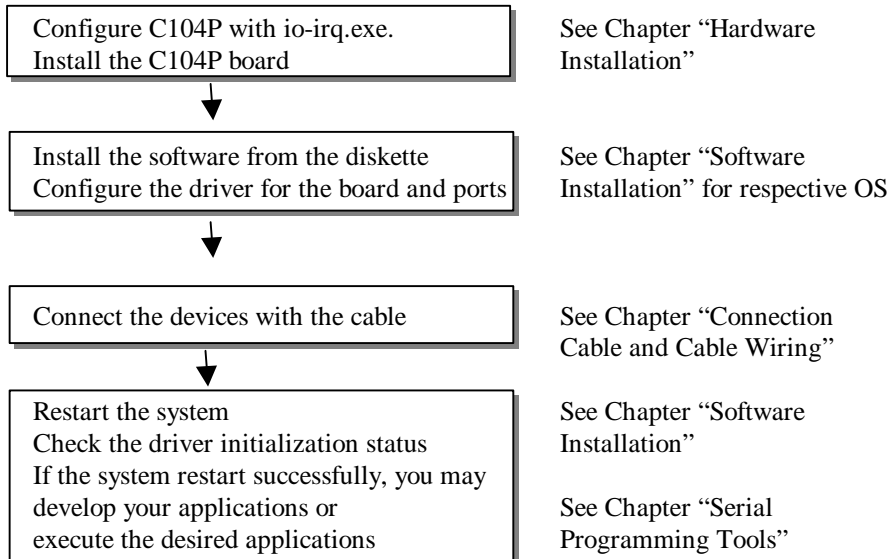 Configure C104P with io-irq.exe.
Install the C104P board
See Chapter “Hardware
Installation”
Install the software from the diskette
Configure the driver for the board and ports
See Chapter “Software
Installation” for respective OS
Connect the devices with the cable
See Chapter “Connection
Cable and Cable Wiring”
Restart the system
Check the driver initialization status
If the system restart successfully, you may
develop your applications or
execute the desired applications
See Chapter “Software
Installation”
See Chapter “Serial
Programming Tools”